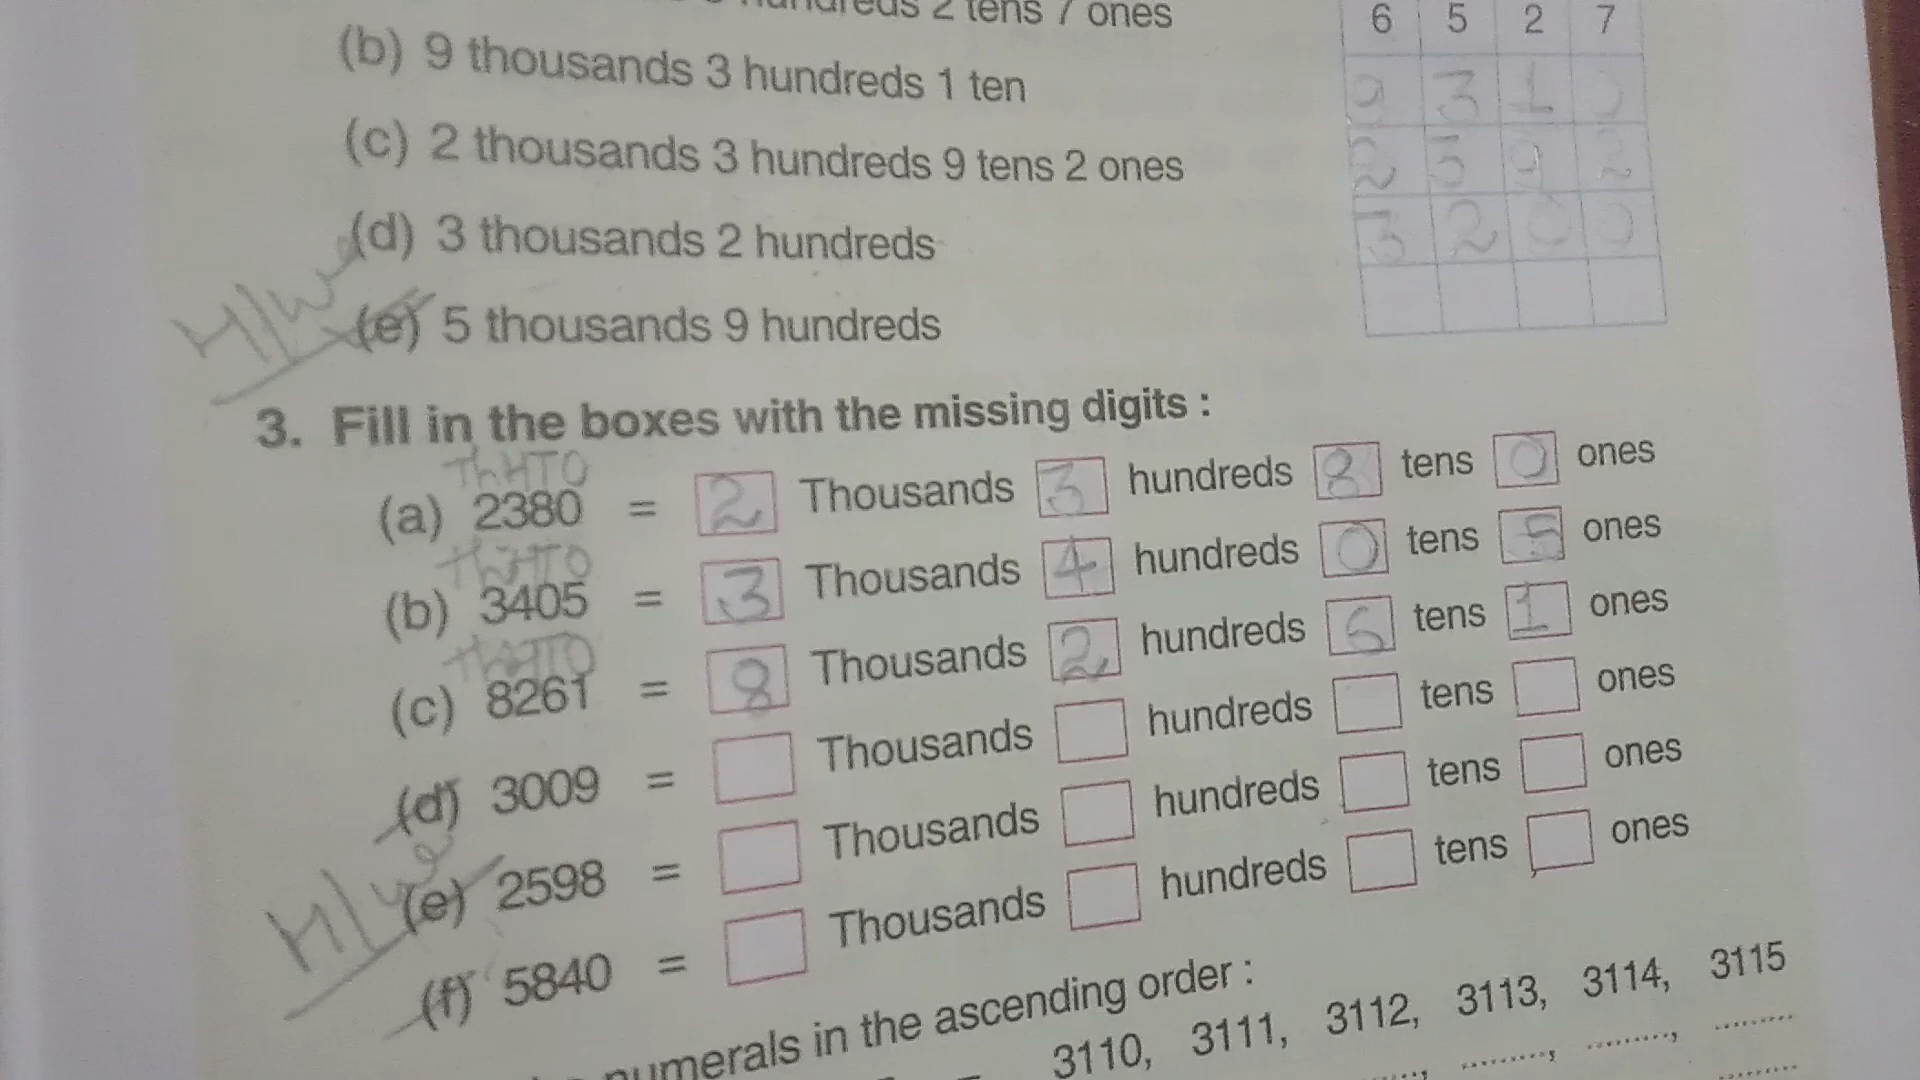 hundreds 2 tens 7 ones 6 5 2 7
(b) 9 thousands 3 hundreds 1 ten 9 3 1 0
(c) 2 thousands 3 hundreds 9 tens 2 ones 2 3 9 2
(d) 3 thousands 2 hundreds 3 2 0 0
H/w
(e) 5 thousands 9 hundreds
3. Fill in the boxes with the missing digits :
ThHTO
(a) 2380 = 2 Thousands 3 hundreds 8 tens 0 ones
ThHTO
(b) 3405 = 3 Thousands 4 hundreds 0 tens 5 ones
ThHTO
(c) 8261 = 8 Thousands 2 hundreds 6 tens 1 ones
(d) 3009 = Thousands hundreds tens ones
H/w
(e) 2598 = Thousands hundreds tens ones
(f) 5840 = Thousands hundreds tens ones
numerals in the ascending order :
3110, 3111, 3112, 3113, 3114, 3115